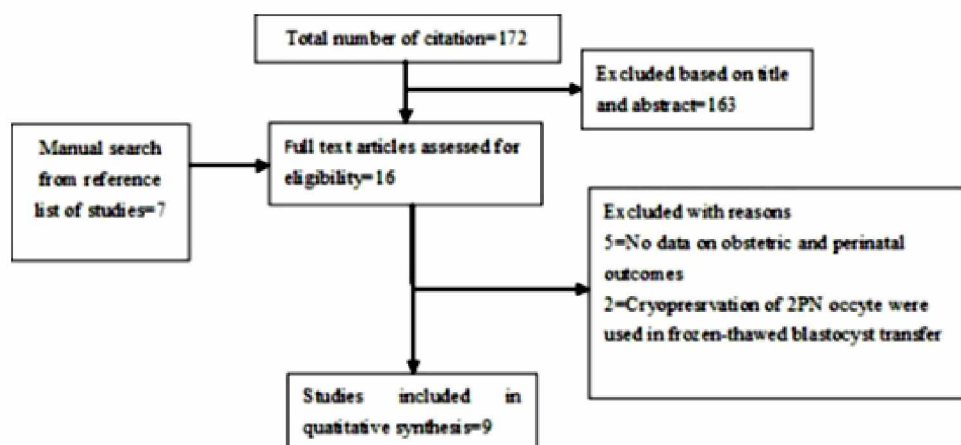 Total number of citation=172
Excluded based on title
and abstract=163
Manual search
from reference
list of studies=7
Full text articles assessed for
eligibility=16
Excluded with reasons
5=No data on obstetric and perinatal
outcomes
2=Cryopresrvation of 2PN occyte were
used in frozen-thawed blastocyst transfer
Studies included in
quatitative synthesis=9